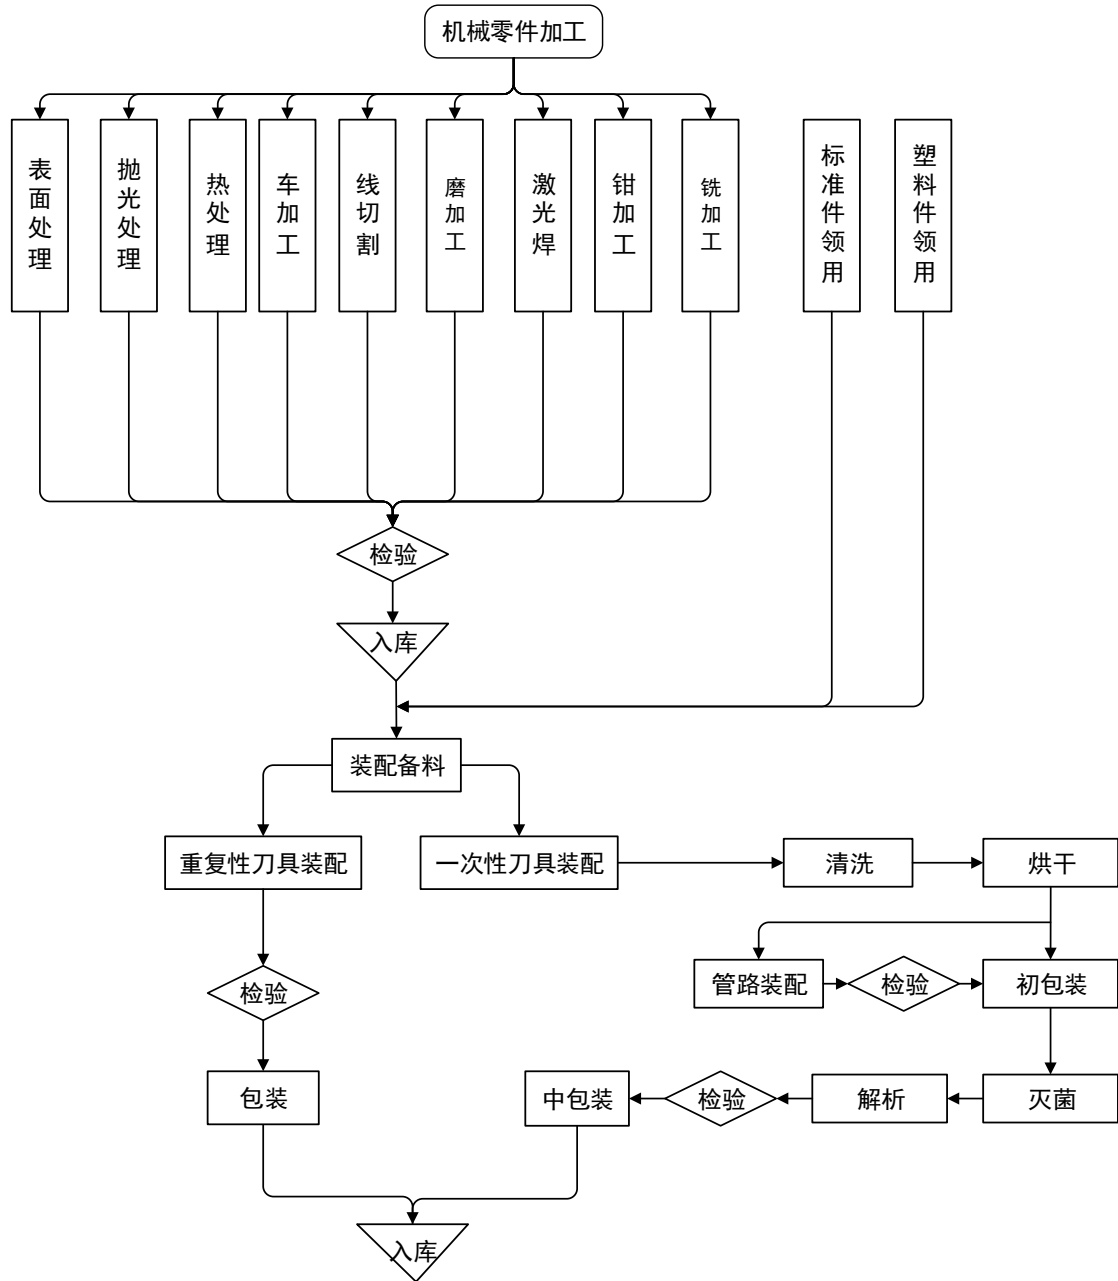 机械零件加工
表面处理
抛光处理
热处理
车加工
线切割
磨加工
激光焊
钳加工
铣加工
标准件领用
塑料件领用
检验
入库
装配备料
重复性刀具装配
一次性刀具装配
清洗
烘干
管路装配
检验
初包装
检验
包装
中包装
检验
解析
灭菌
入库